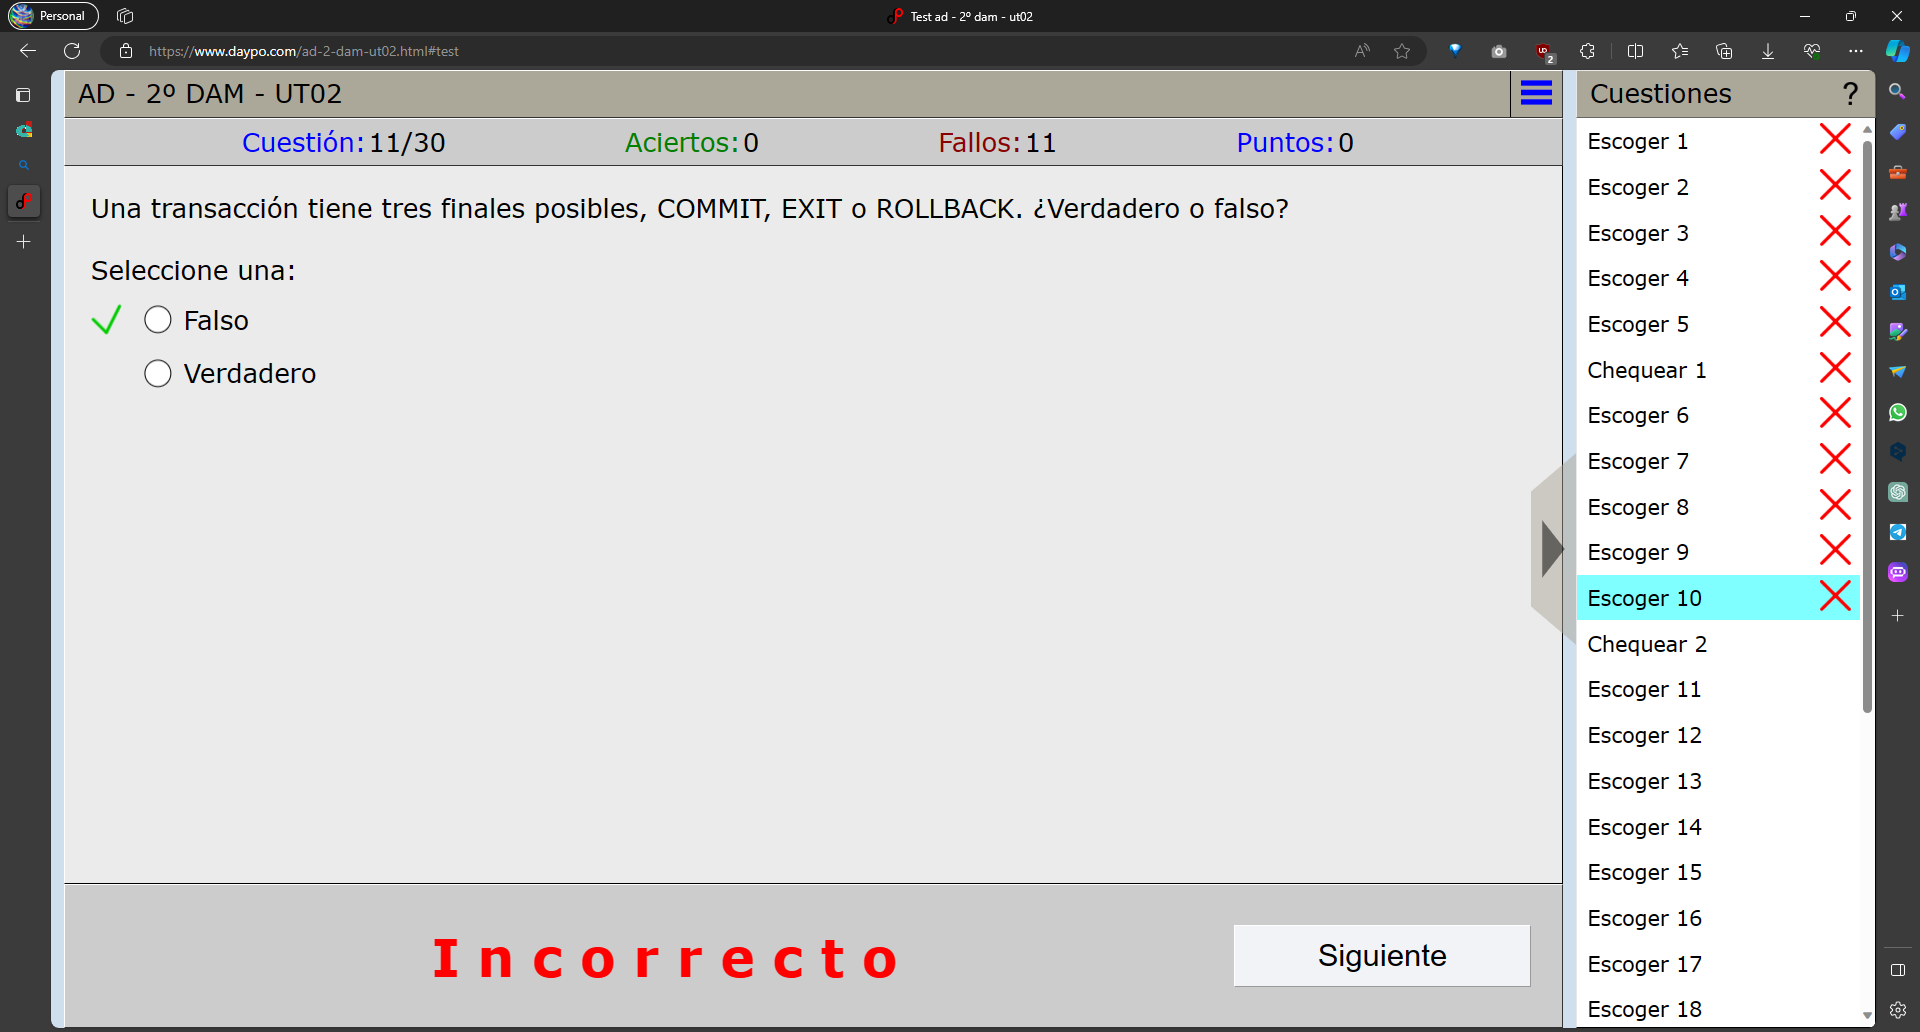 Personal
Test ad - 2º dam - ut02
https://www.daypo.com/ad-2-dam-ut02.html#test
AD - 2º DAM - UT02
Cuestión: 11/30
Aciertos: 0
Fallos: 11
Puntos: 0
Una transacción tiene tres finales posibles, COMMIT, EXIT o ROLLBACK. ¿Verdadero o falso?
Seleccione una:
Falso
Verdadero
Incorrecto
Siguiente
Cuestiones
?
Escoger 1
Escoger 2
Escoger 3
Escoger 4
Escoger 5
Chequear 1
Escoger 6
Escoger 7
Escoger 8
Escoger 9
Escoger 10
Chequear 2
Escoger 11
Escoger 12
Escoger 13
Escoger 14
Escoger 15
Escoger 16
Escoger 17
Escoger 18
2